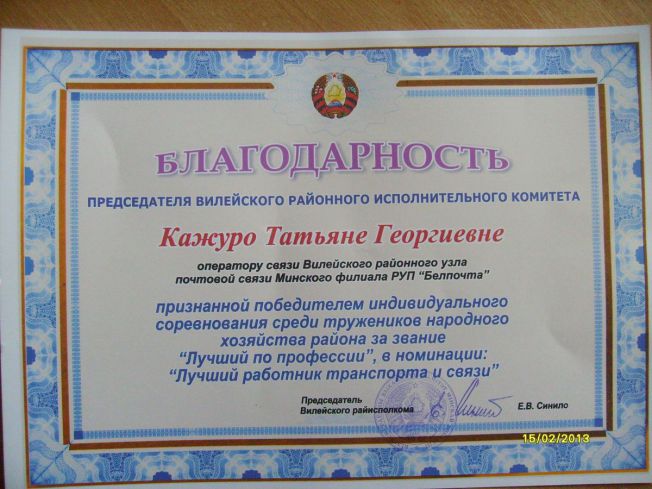 БЛАГОДАРНОСТЬ
ПРЕДСЕДАТЕЛЯ ВИЛЕЙСКОГО РАЙОННОГО ИСПОЛНИТЕЛЬНОГО КОМИТЕТА
Кажуро Татьяне Георгиевне
оператору связи Вилейского районного узла
почтовой связи Минского филиала РУП “Белпочта”
признанной победителем индивидуального
соревнования среди тружеников народного
хозяйства района за звание
“Лучший по профессии”, в номинации:
“Лучший работник транспорта и связи”
Председатель
Вилейского райисполкома
Е.В. Синило
15/02/2013